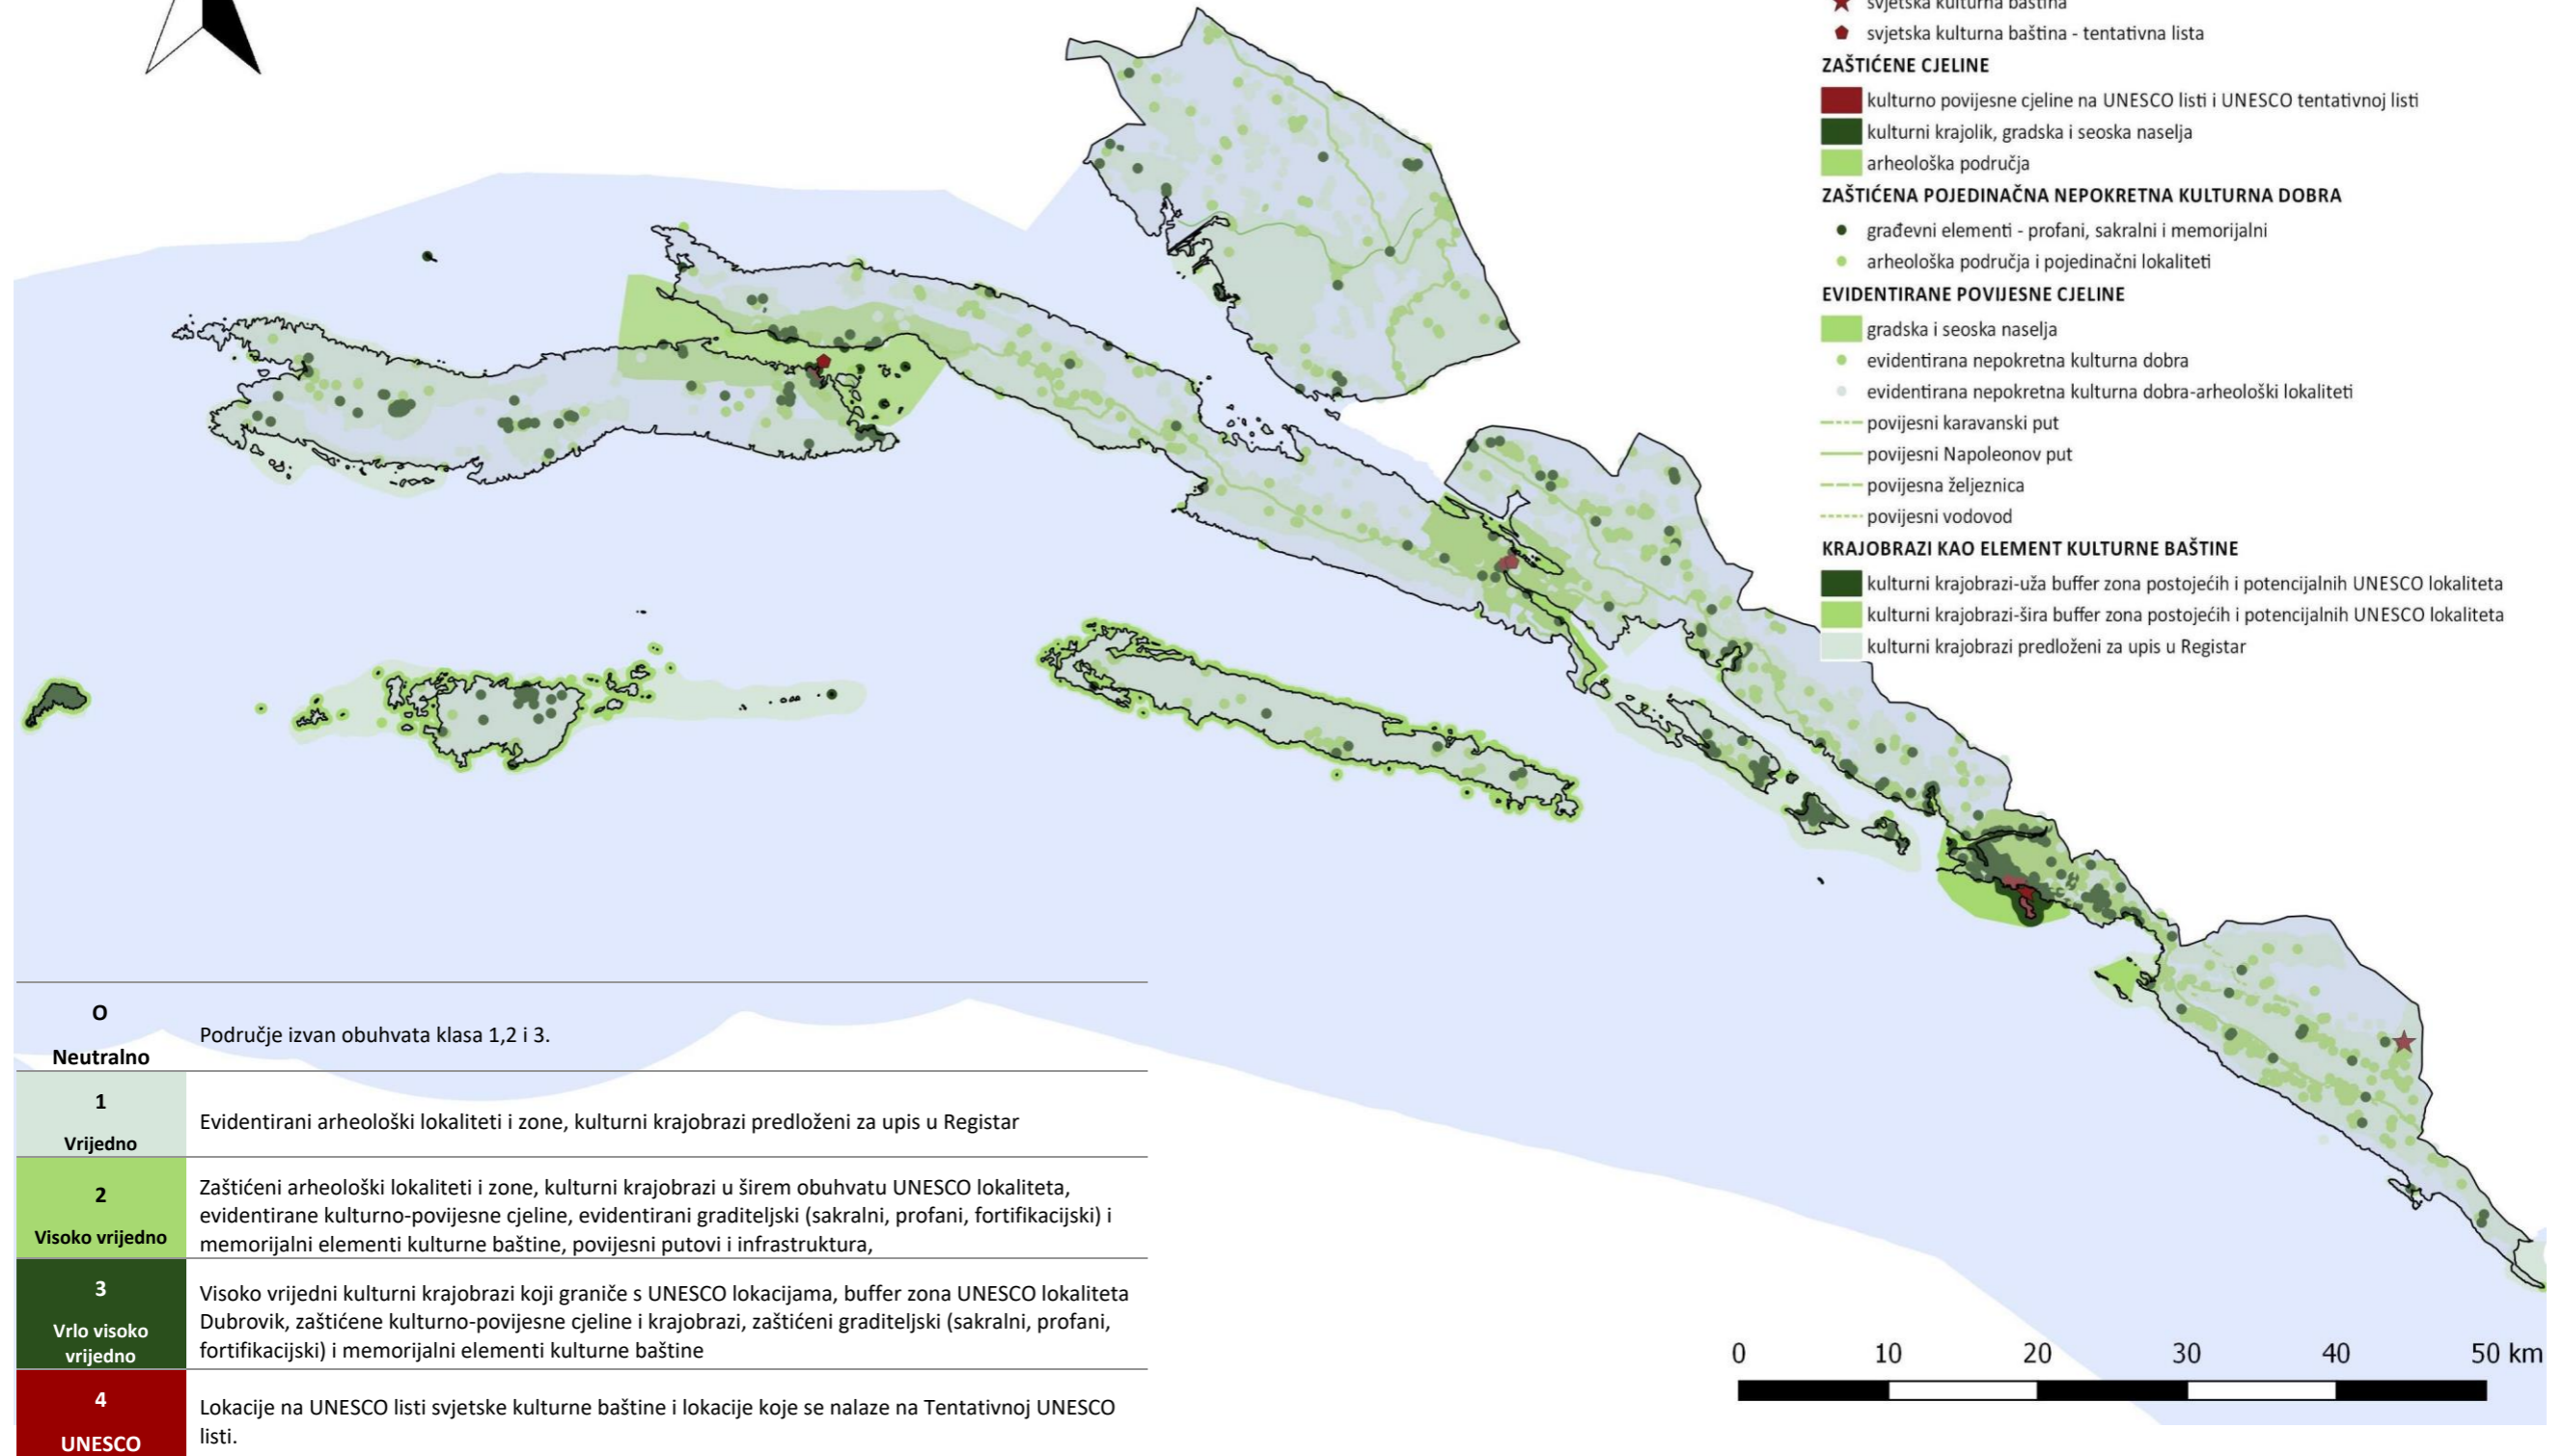 svjetska kulturna baština
svjetska kulturna baština - tentativna lista
ZAŠTIĆENE CJELINE
kulturno povijesne cjeline na UNESCO listi i UNESCO tentativnoj listi
kulturni krajolik, gradska i seoska naselja
arheološka područja
ZAŠTIĆENA POJEDINAČNA NEPOKRETNA KULTURNA DOBRA
građevni elementi - profani, sakralni i memorijalni
arheološka područja i pojedinačni lokaliteti
EVIDENTIRANE POVIJESNE CJELINE
gradska i seoska naselja
evidentirana nepokretna kulturna dobra
evidentirana nepokretna kulturna dobra-arheološki lokaliteti
povijesni karavanski put
povijesni Napoleonov put
povijesna željeznica
povijesni vodovod
KRAJOBRAZI KAO ELEMENT KULTURNE BAŠTINE
kulturni krajobrazi-uža buffer zona postojećih i potencijalnih UNESCO lokaliteta
kulturni krajobrazi-šira buffer zona postojećih i potencijalnih UNESCO lokaliteta
kulturni krajobrazi predloženi za upis u Registar
O
Neutralno
Područje izvan obuhvata klasa 1,2 i 3.
1
Vrijedno
Evidentirani arheološki lokaliteti i zone, kulturni krajobrazi predloženi za upis u Registar
2
Visoko vrijedno
Zaštićeni arheološki lokaliteti i zone, kulturni krajobrazi u širem obuhvatu UNESCO lokaliteta,
evidentirane kulturno-povijesne cjeline, evidentirani graditeljski (sakralni, profani, fortifikacijski) i
memorijalni elementi kulturne baštine, povijesni putovi i infrastruktura,
3
Vrlo visoko
vrijedno
Visoko vrijedni kulturni krajobrazi koji graniče s UNESCO lokacijama, buffer zona UNESCO lokaliteta
Dubrovik, zaštićene kulturno-povijesne cjeline i krajobrazi, zaštićeni graditeljski (sakralni, profani,
fortifikacijski) i memorijalni elementi kulturne baštine
4
UNESCO
Lokacije na UNESCO listi svjetske kulturne baštine i lokacije koje se nalaze na Tentativnoj UNESCO
listi.
0 10 20 30 40 50 km